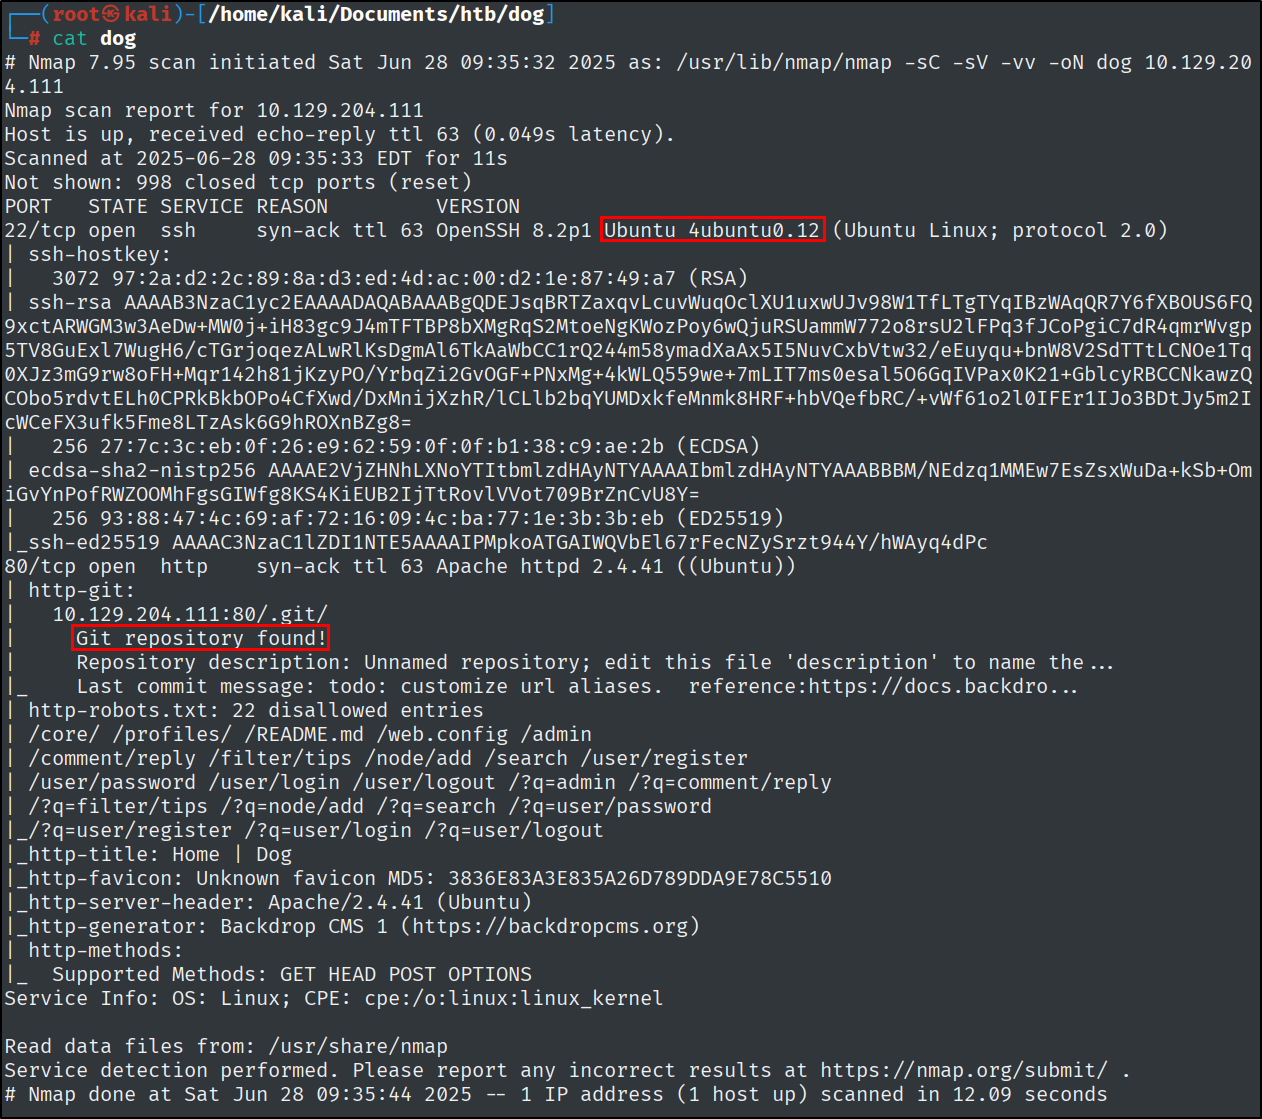 ┌──(root㉿kali)-[/home/kali/Documents/htb/dog]
└─# cat dog
# Nmap 7.95 scan initiated Sat Jun 28 09:35:32 2025 as: /usr/lib/nmap/nmap -sC -sV -vv -oN dog 10.129.20
4.111
Nmap scan report for 10.129.204.111
Host is up, received echo-reply ttl 63 (0.049s latency).
Scanned at 2025-06-28 09:35:33 EDT for 11s
Not shown: 998 closed tcp ports (reset)
PORT   STATE SERVICE REASON         VERSION
22/tcp open  ssh     syn-ack ttl 63 OpenSSH 8.2p1 Ubuntu 4ubuntu0.12 (Ubuntu Linux; protocol 2.0)
| ssh-hostkey:
|   3072 97:2a:d2:2c:89:8a:d3:ed:4d:ac:00:d2:1e:87:49:a7 (RSA)
| ssh-rsa AAAAB3NzaC1yc2EAAAADAQABAAABgQDEJsqBRTZaxqvLcuvWuqOclXU1uxwUJv98W1TfLTgTYqIBzWAqQR7Y6fXBOUS6FQ
9xctARWGM3w3AeDw+MW0j+iH83gc9J4mTFTBP8bXMgRqS2MtoeNgKWozPoy6wQjuRSUammW772o8rsU2lFPq3fJCoPgiC7dR4qmrWvgp
5TV8GuExl7WugH6/cTGrjoqezALwRlKsDgmAl6TkAaWbCC1rQ244m58ymadXaAx5I5NuvCxbVtw32/eEuyqu+bnW8V2SdTTtLCNOe1Tq
0XJz3mG9rw8oFH+Mqr142h81jKzyPO/YrbqZi2GvOGF+PNxMg+4kWLQ559we+7mLIT7ms0esal5O6GqIVPax0K21+GblcyRBCCNkawzQ
CObo5rdvtELh0CPRkBkbOPo4CfXwd/DxMnijXzhR/lCLlb2bqYUMDxkfeMnmk8HRF+hbVQefbRC/+vWf61o2l0IFEr1IJo3BDtJy5m2I
cWCeFX3ufk5Fme8LTzAsk6G9hROXnBZg8=
|   256 27:7c:3c:eb:0f:26:e9:62:59:0f:0f:b1:38:c9:ae:2b (ECDSA)
| ecdsa-sha2-nistp256 AAAAE2VjZHNhLXNoYTItbmlzdHAyNTYAAAAIbmlzdHAyNTYAAABBBM/NEdzq1MMEw7EsZsxWuDa+kSb+Om
iGvYnPofRWZOOMhFgsGIWfg8KS4KiEUB2IjTtRovlVVot709BrZnCvU8Y=
|   256 93:88:47:4c:69:af:72:16:09:4c:ba:77:1e:3b:3b:eb (ED25519)
|_ssh-ed25519 AAAAC3NzaC1lZDI1NTE5AAAAIPMpkoATGAIWQVbEl67rFecNZySrzt944Y/hWAyq4dPc
80/tcp open  http    syn-ack ttl 63 Apache httpd 2.4.41 ((Ubuntu))
| http-git:
|   10.129.204.111:80/.git/
|     Git repository found!
|     Repository description: Unnamed repository; edit this file 'description' to name the...
|_    Last commit message: todo: customize url aliases.  reference:https://docs.backdro...
| http-robots.txt: 22 disallowed entries
| /core/ /profiles/ /README.md /web.config /admin
| /comment/reply /filter/tips /node/add /search /user/register
| /user/password /user/login /user/logout /?q=admin /?q=comment/reply
| /?q=filter/tips /?q=node/add /?q=search /?q=user/password
|_/?q=user/register /?q=user/login /?q=user/logout
|_http-title: Home | Dog
|_http-favicon: Unknown favicon MD5: 3836E83A3E835A26D789DDA9E78C5510
|_http-server-header: Apache/2.4.41 (Ubuntu)
|_http-generator: Backdrop CMS 1 (https://backdropcms.org)
| http-methods:
|_  Supported Methods: GET HEAD POST OPTIONS
Service Info: OS: Linux; CPE: cpe:/o:linux:linux_kernel

Read data files from: /usr/share/nmap
Service detection performed. Please report any incorrect results at https://nmap.org/submit/ .
# Nmap done at Sat Jun 28 09:35:44 2025 -- 1 IP address (1 host up) scanned in 12.09 seconds